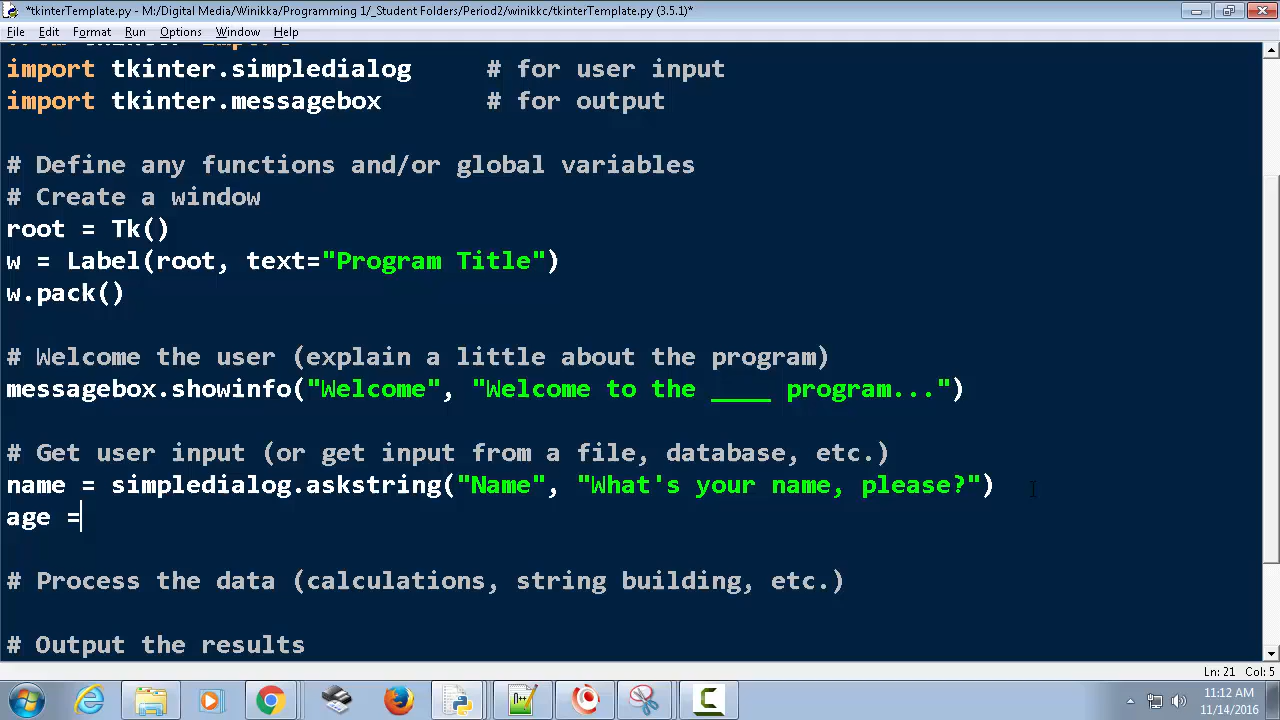 *tkinterTemplate.py - M:/Digital Media/Winikka/Programming 1/_Student Folders/Period2/winikkc/tkinterTemplate.py (3.5.1)*
File Edit Format Run Options Window Help
import tkinter.simpledialog # for user input
import tkinter.messagebox # for output
# Define any functions and/or global variables
# Create a window
root = Tk()
w = Label(root, text="Program Title")
w.pack()
# Welcome the user (explain a little about the program)
messagebox.showinfo("Welcome", "Welcome to the ____ program...")
# Get user input (or get input from a file, database, etc.)
name = simpledialog.askstring("Name", "What's your name, please?")
age =
# Process the data (calculations, string building, etc.)
# Output the results
Ln: 21 Col: 5
11:12 AM
11/14/2016